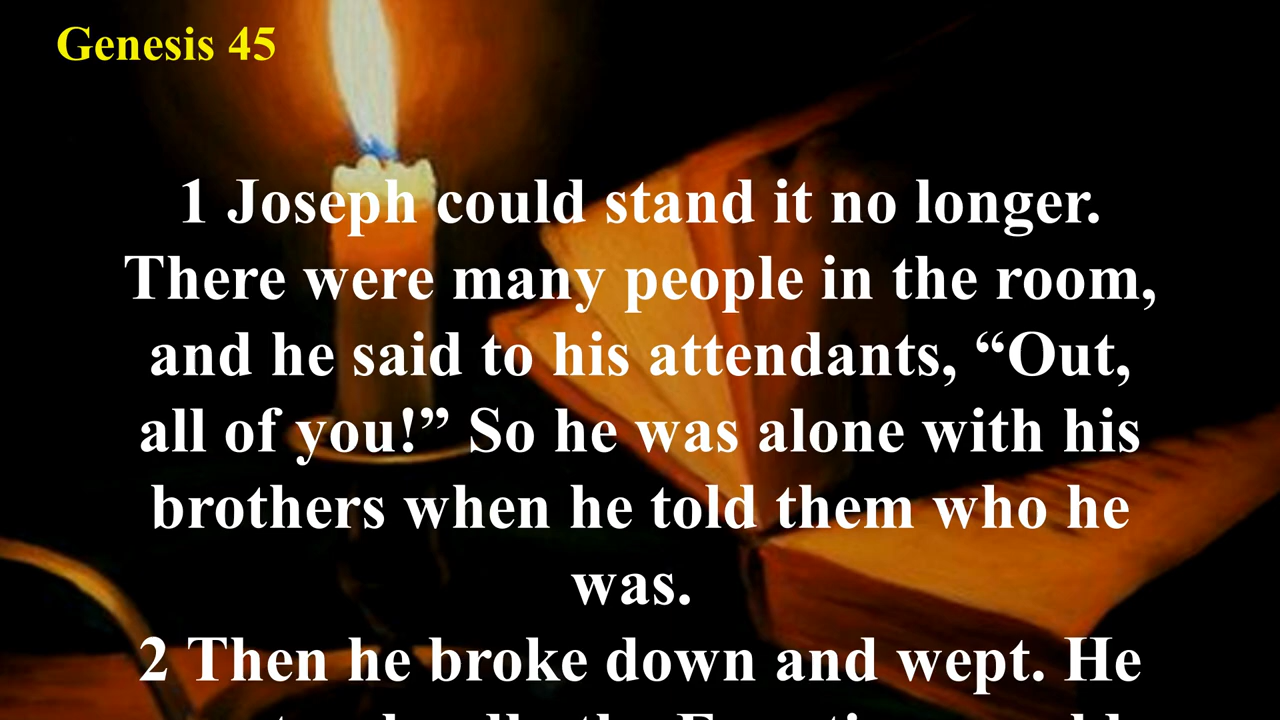 Genesis 45
1 Joseph could stand it no longer.
There were many people in the room,
and he said to his attendants, “Out,
all of you!” So he was alone with his
brothers when he told them who he
was.
2 Then he broke down and wept. He